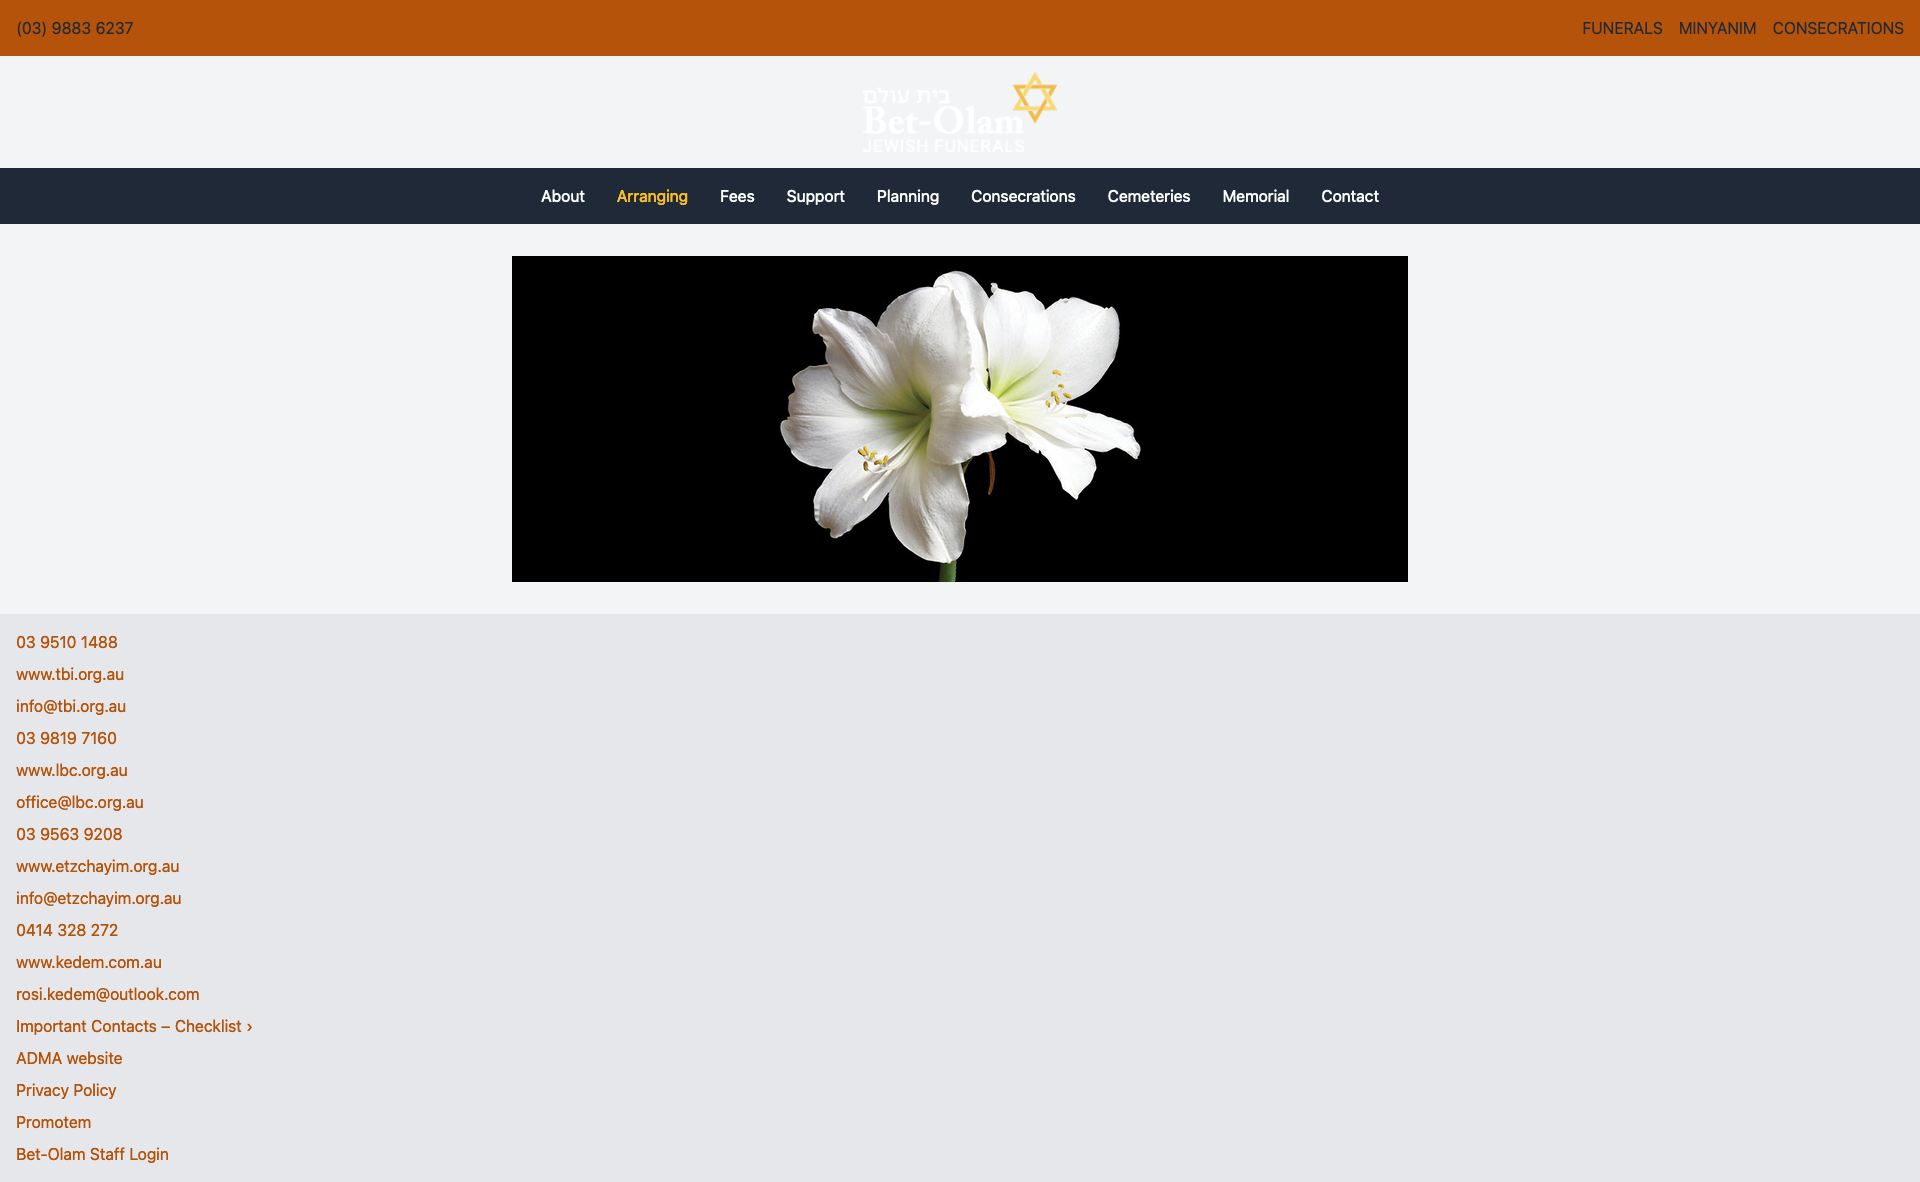 (03) 9883 6237
FUNERALS MINYANIM CONSECRATIONS
בית עולם
Bet-Olam
JEWISH FUNERALS
About Arranging Fees Support Planning Consecrations Cemeteries Memorial Contact
03 9510 1488
www.tbi.org.au
info@tbi.org.au
03 9819 7160
www.lbc.org.au
office@lbc.org.au
03 9563 9208
www.etzchayim.org.au
info@etzchayim.org.au
0414 328 272
www.kedem.com.au
rosi.kedem@outlook.com
Important Contacts – Checklist ›
ADMA website
Privacy Policy
Promotem
Bet-Olam Staff Login